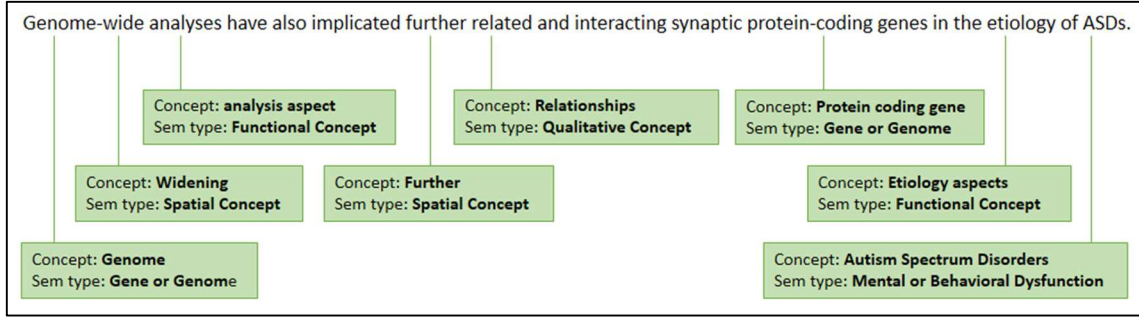 Genome-wide analyses have also implicated further related and interacting synaptic protein-coding genes in the etiology of ASDs.
Concept: analysis aspect
Sem type: Functional Concept
Concept: Relationships
Sem type: Qualitative Concept
Concept: Protein coding gene
Sem type: Gene or Genome
Concept: Widening
Sem type: Spatial Concept
Concept: Further
Sem type: Spatial Concept
Concept: Etiology aspects
Sem type: Functional Concept
Concept: Genome
Sem type: Gene or Genome
Concept: Autism Spectrum Disorders
Sem type: Mental or Behavioral Dysfunction